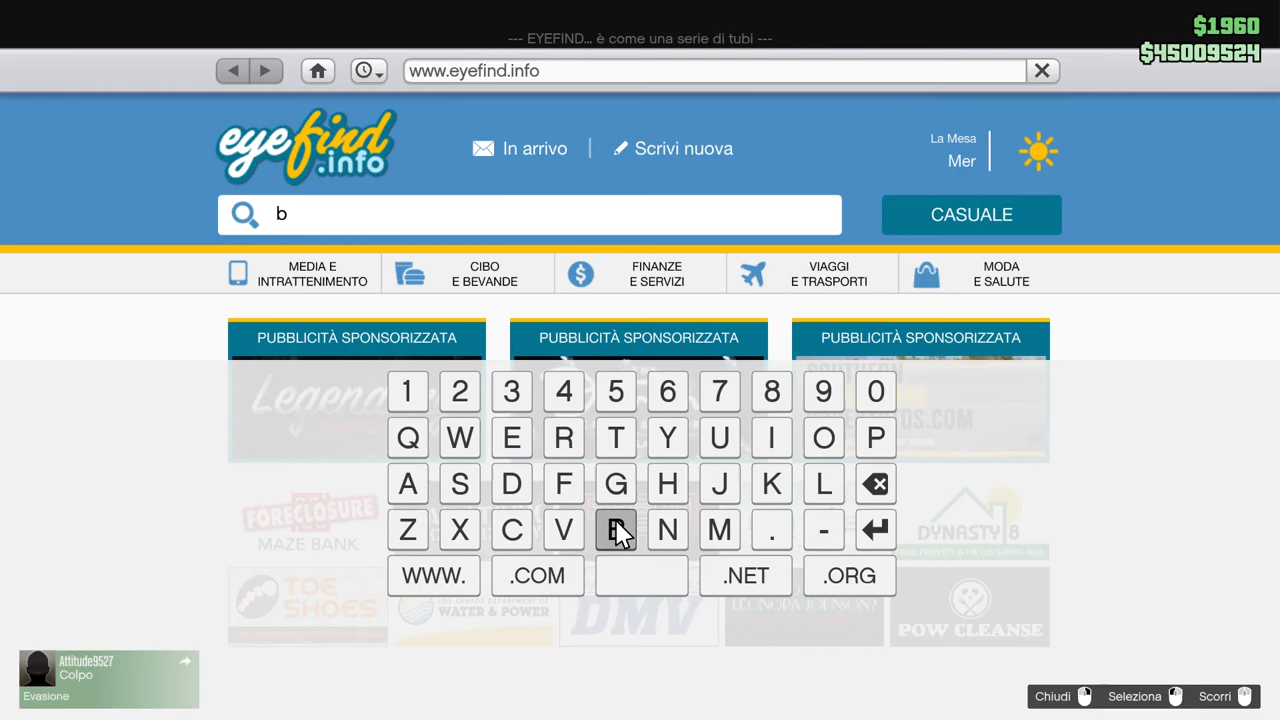 $1960
--- EYEFIND... è come una serie di tubi ---
$45009524
www.eyefind.info
eyefind.info
In arrivo
Scrivi nuova
La Mesa
Mer
b
CASUALE
MEDIA E INTRATTENIMENTO
CIBO E BEVANDE
FINANZE E SERVIZI
VIAGGI E TRASPORTI
MODA E SALUTE
PUBBLICITÀ SPONSORIZZATA
PUBBLICITÀ SPONSORIZZATA
PUBBLICITÀ SPONSORIZZATA
1 2 3 4 5 6 7 8 9 0
Q W E R T Y U I O P
A S D F G H J K L
Z X C V B N M . -
WWW. .COM .NET .ORG
FORECLOSURE
MAZE BANK
DYNASTY 8
TOE SHOES
WATER & POWER
DMV
LEONORA JOHNSON?
POW CLEANSE
Attitude9527
Colpo
Evasione
Chiudi
Seleziona
Scorri